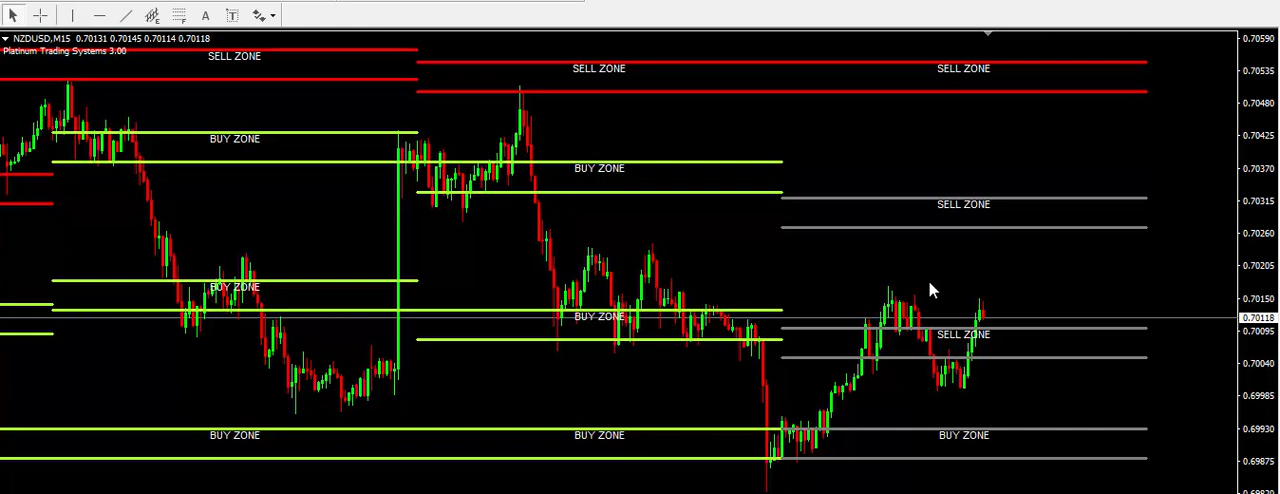 A T
NZDUSD,M15 0.70131 0.70145 0.70114 0.70118
Platinum Trading Systems 3.00
SELL ZONE
SELL ZONE
SELL ZONE
BUY ZONE
BUY ZONE
SELL ZONE
BUY ZONE
BUY ZONE
SELL ZONE
BUY ZONE
BUY ZONE
BUY ZONE
0.70590
0.70535
0.70480
0.70425
0.70370
0.70315
0.70260
0.70205
0.70150
0.70118
0.70095
0.70040
0.69985
0.69930
0.69875
0.69820